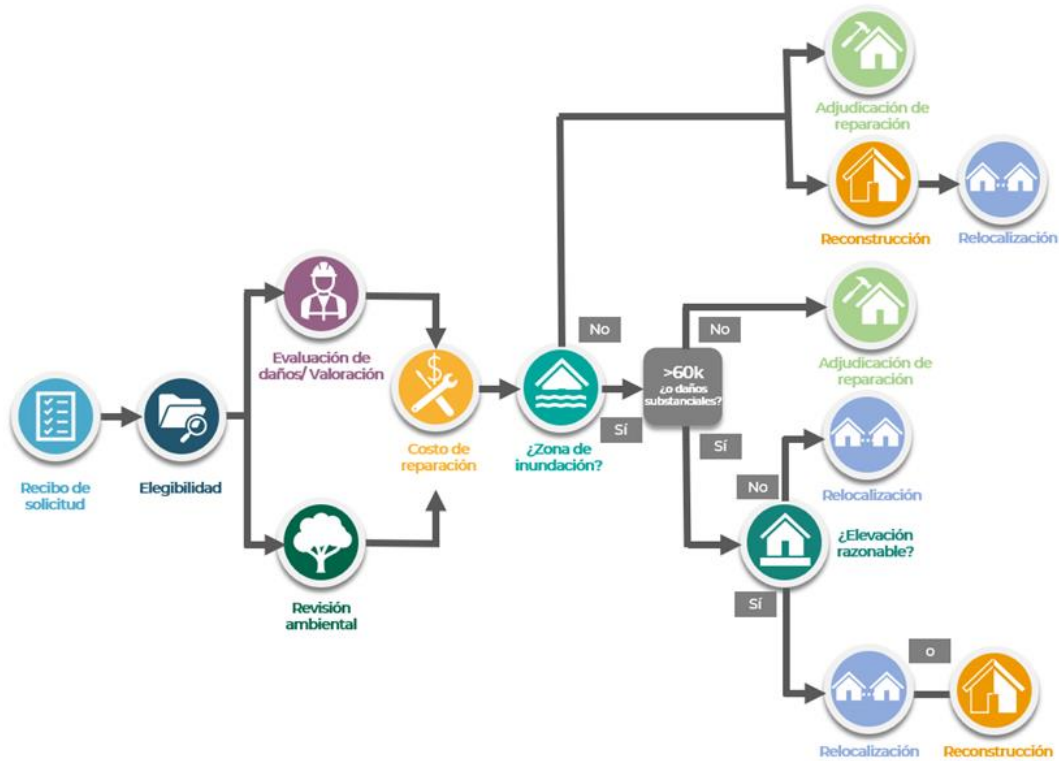 Adjudicación de
reparación
Reconstrucción
Relocalización
Evaluación de
daños/ Valoración
No
No
>60k
¿o daños
substanciales?
Adjudicación de
reparación
$
Sí
Sí
Recibo de
solicitud
Elegibilidad
Costo de
reparación
¿Zona de
inundación?
No
Relocalización
¿Elevación
razonable?
Revisión
ambiental
Sí
o
Relocalización
Reconstrucción